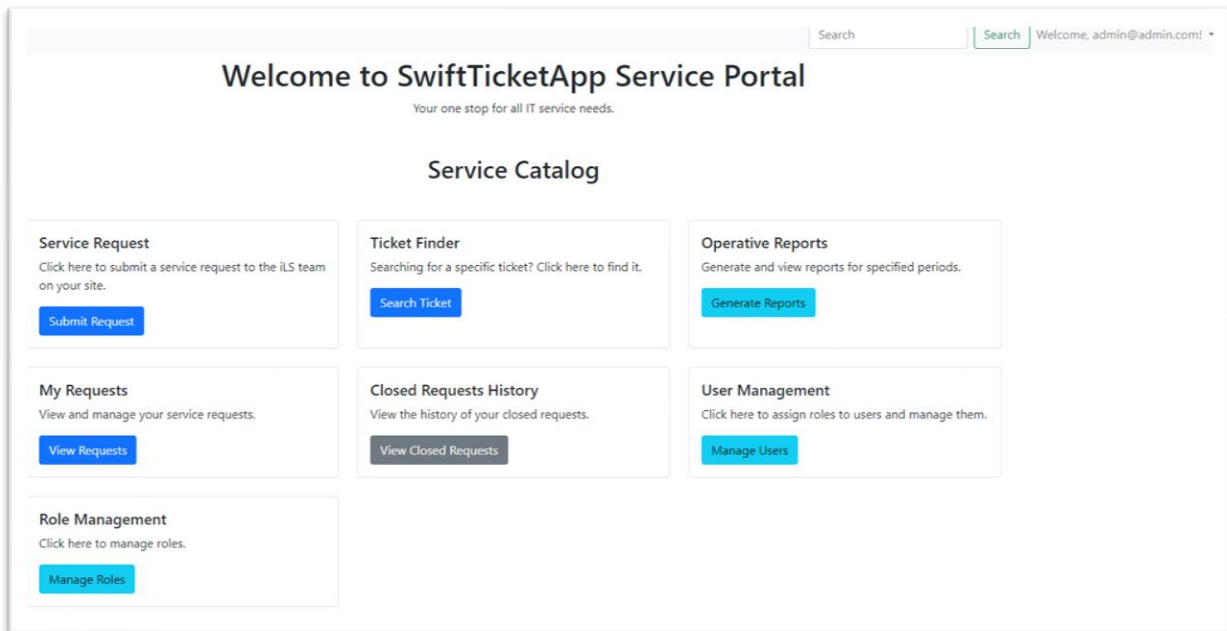 Search
Search
Welcome, admin@admin.com!
Welcome to SwiftTicketApp Service Portal
Your one stop for all IT service needs.
Service Catalog
Service Request
Click here to submit a service request to the iLS team
on your site.
Submit Request
Ticket Finder
Searching for a specific ticket? Click here to find it.
Search Ticket
Operative Reports
Generate and view reports for specified periods.
Generate Reports
My Requests
View and manage your service requests.
View Requests
Closed Requests History
View the history of your closed requests.
View Closed Requests
User Management
Click here to assign roles to users and manage them.
Manage Users
Role Management
Click here to manage roles.
Manage Roles